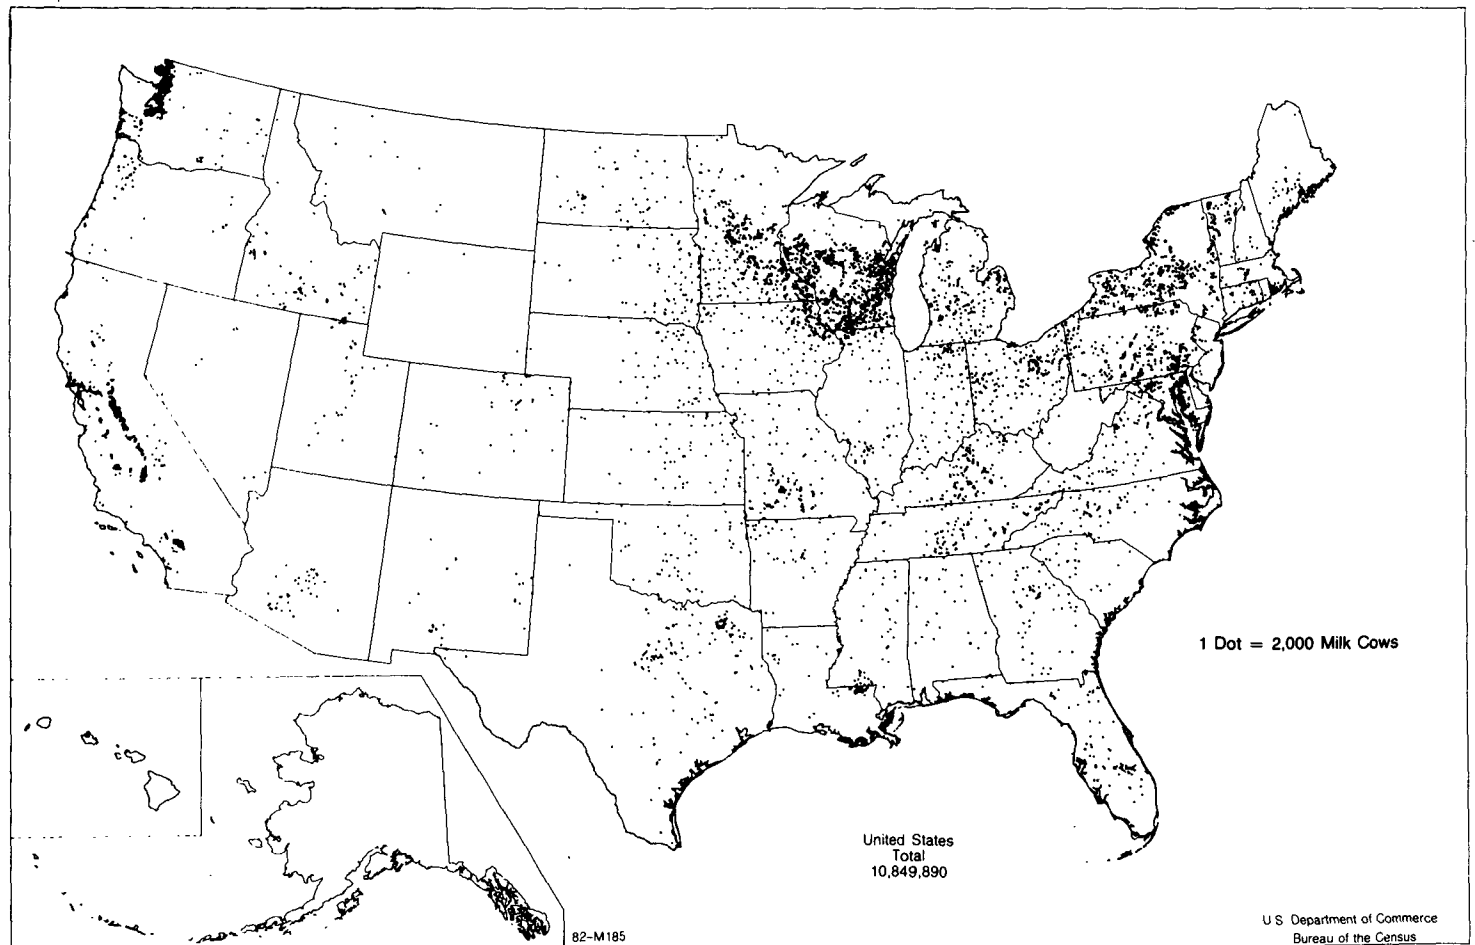 1 Dot = 2,000 Milk Cows
United States
Total
10,849,890
82-M185
U S Department of Commerce
Bureau of the Census